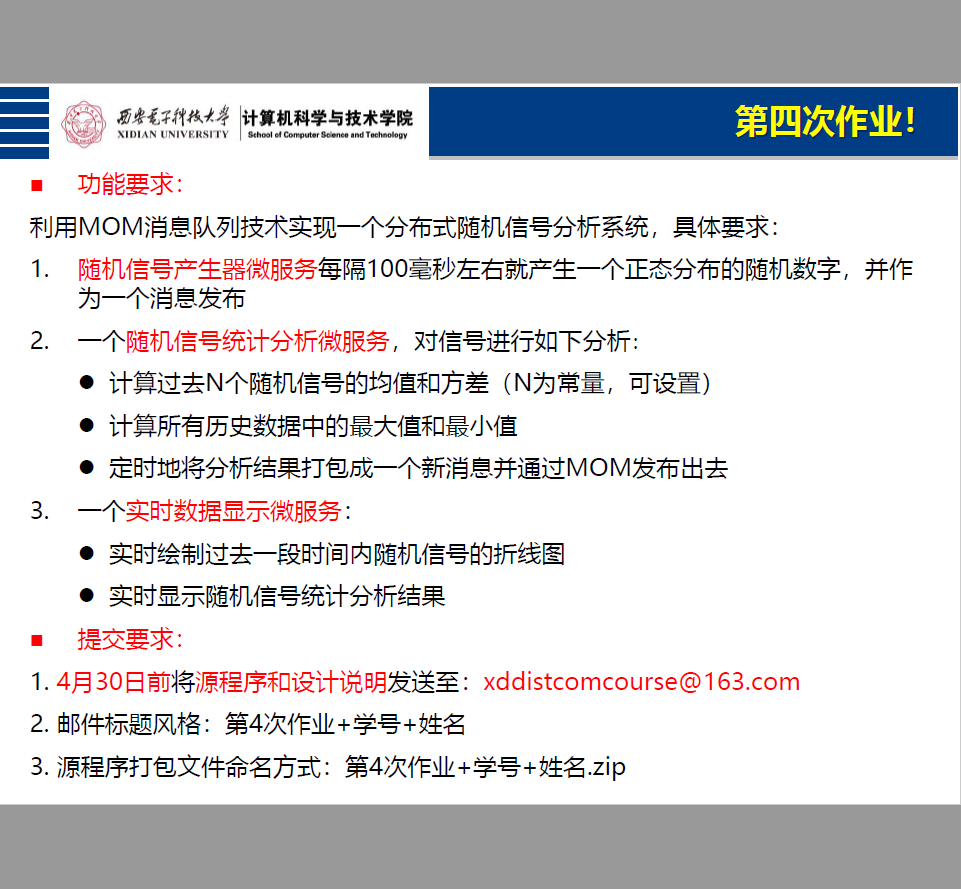 西安电子科技大学
XIDIAN UNIVERSITY
计算机科学与技术学院
School of Computer Science and Technology
第四次作业！
功能要求：
利用MOM消息队列技术实现一个分布式随机信号分析系统，具体要求：
1. 随机信号产生器微服务每隔100毫秒左右就产生一个正态分布的随机数字，并作
为一个消息发布
2. 一个随机信号统计分析微服务，对信号进行如下分析：
● 计算过去N个随机信号的均值和方差（N为常量，可设置）
● 计算所有历史数据中的最大值和最小值
● 定时地将分析结果打包成一个新消息并通过MOM发布出去
3. 一个实时数据显示微服务：
● 实时绘制过去一段时间内随机信号的折线图
● 实时显示随机信号统计分析结果
提交要求：
1. 4月30日前将源程序和设计说明发送至：xddistcomcourse@163.com
2. 邮件标题风格：第4次作业+学号+姓名
3. 源程序打包文件命名方式：第4次作业+学号+姓名.zip